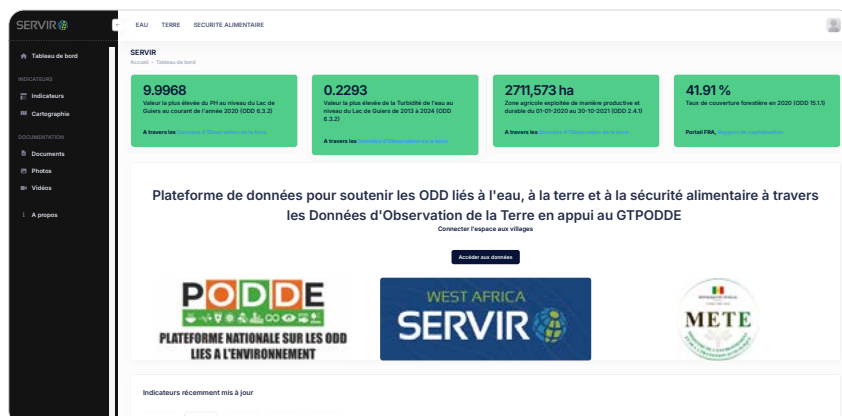 SERVIR
EAU TERRE SECURITE ALIMENTAIRE
Tableau de bord
INDICATEURS
Indicateurs
Cartographie
DOCUMENTATION
Documents
Photos
Vidéos
A propos
SERVIR
Accueil - Tableau de bord
9.9968
Valeur la plus élevée du PH au niveau du Lac de
Guiers au courant de l'année 2020 (ODD 6.3.2)
A travers les Données d'Observation de la terre
0.2293
Valeur la plus élevée de la Turbidité de l'eau au
niveau du Lac de Guiers de 2013 à 2024 (ODD
6.3.2)
A travers les Données d'Observation de la terre
2711,573 ha
Zone agricole exploitée de manière productive et
durable du 01-01-2020 au 30-10-2021 (ODD 2.4.1)
A travers les Données d'Observation de la terre
41.91 %
Taux de couverture forestière en 2020 (ODD 15.1.1)
Portail FRA, Rapport de capitalisation
Plateforme de données pour soutenir les ODD liés à l'eau, à la terre et à la sécurité alimentaire à travers
les Données d'Observation de la Terre en appui au GTPODDE
Connecter l'espace aux villages
Accéder aux données
PODDE
PLATEFORME NATIONALE SUR LES ODD
LIES A L'ENVIRONNEMENT
WEST AFRICA
SERVIR
METE
Indicateurs récemment mis à jour